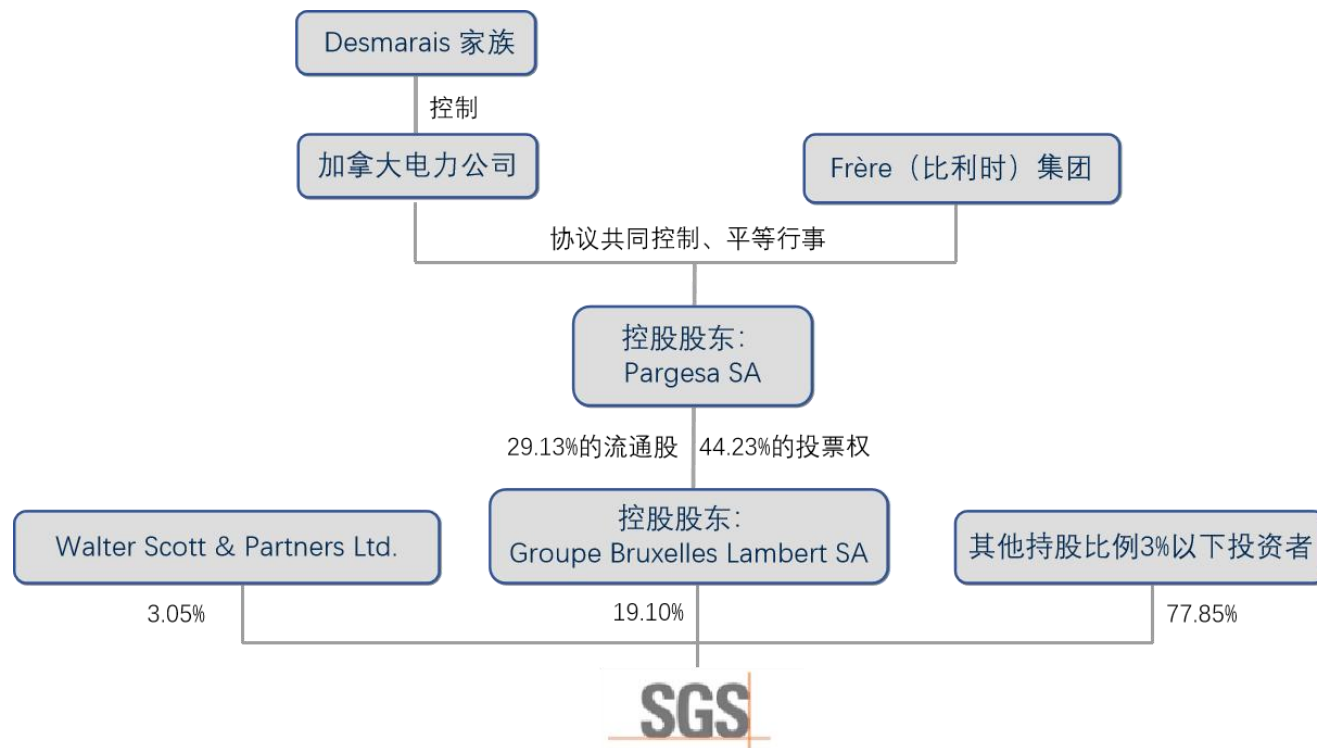 Desmarais 家族
控制
加拿大电力公司
Frère（比利时）集团
协议共同控制、平等行事
控股股东：
Pargesa SA
29.13%的流通股
44.23%的投票权
Walter Scott & Partners Ltd.
控股股东：
Groupe Bruxelles Lambert SA
其他持股比例3%以下投资者
3.05%
19.10%
77.85%
SGS